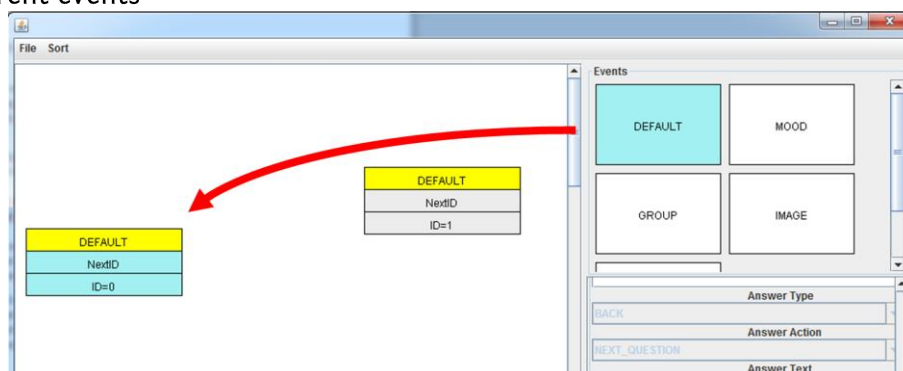 File Sort
Events
DEFAULT MOOD
DEFAULT
NextID
ID=1
GROUP IMAGE
DEFAULT
NextID
ID=0
Answer Type
BACK
Answer Action
NEXT_QUESTION
Answer Text